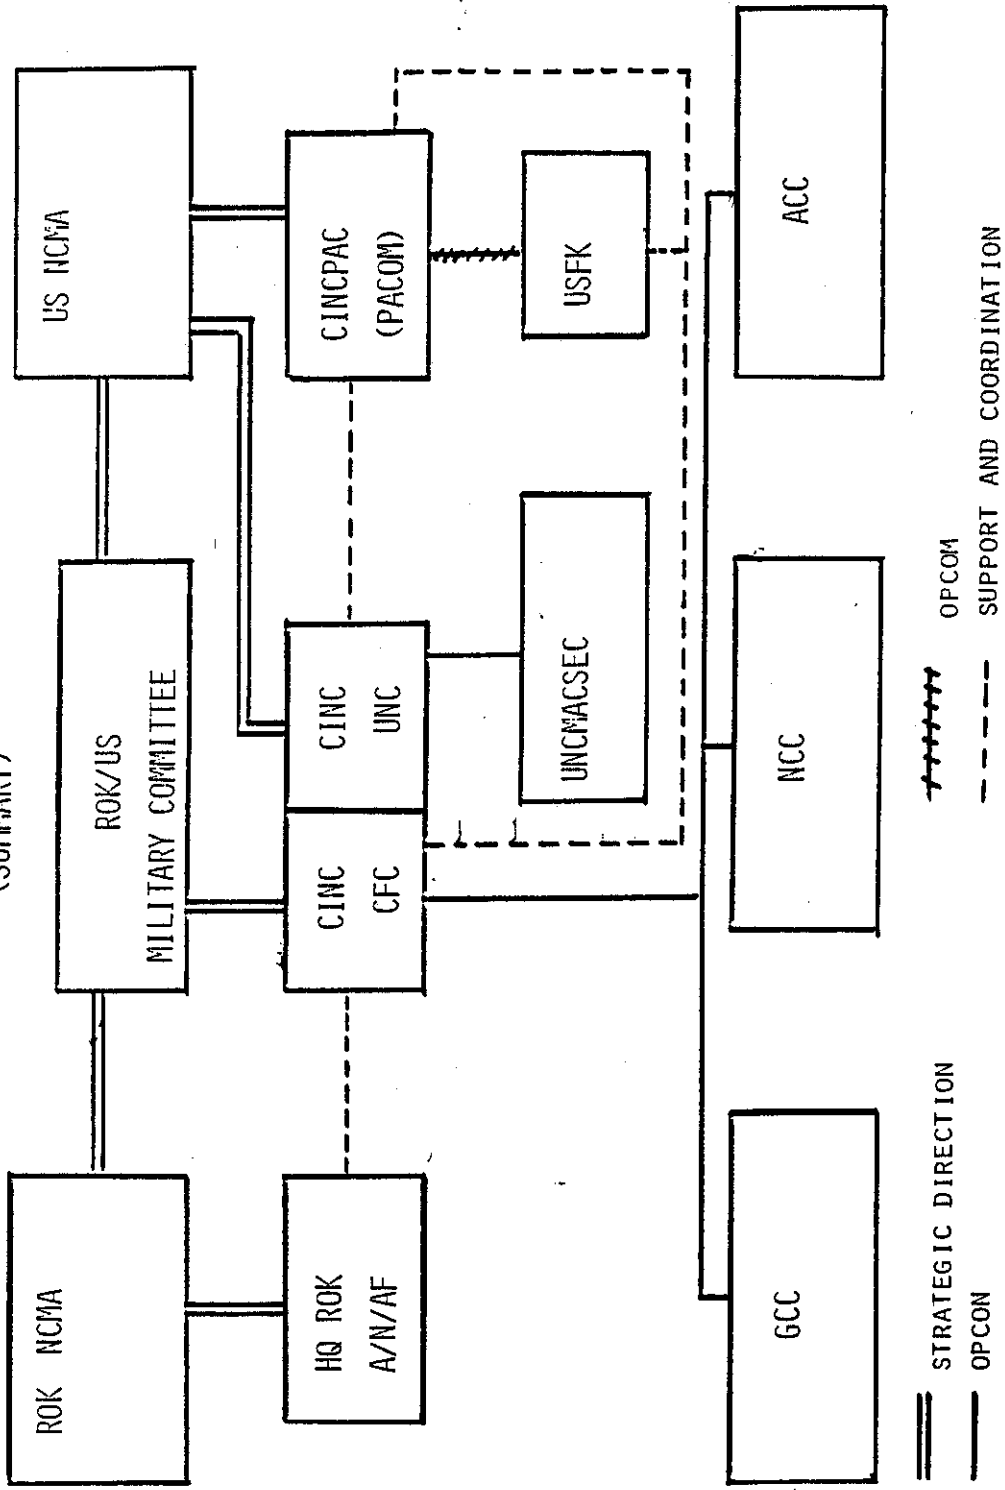 (SUMMARY)
ROK NCMA
ROK/US
MILITARY COMMITTEE
US NCMA
HQ ROK
A/N/AF
CINC
CFC
CINC
UNC
CINCPAC
(PACOM)
UNCMACSEC
USFK
GCC
NCC
ACC
STRATEGIC DIRECTION
OPCON
OPCOM
SUPPORT AND COORDINATION